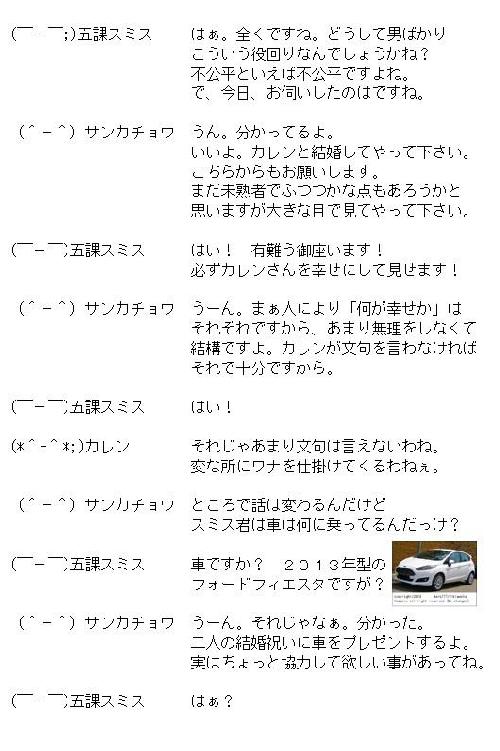 (￣－￣;)五課スミス　はぁ。全くですね。どうして男ばかり
こういう役回りなんでしょうかね？
不公平といえは不公平ですよね。
で、今日、お伺いしたのはですね。
（＾－＾）サンカチョウ　うん。分かってるよ。
いいよ。カレンと結婚してやって下さい。
こちらからもお願いします。
まだ未熟者でふつつかな点もあろうかと
思いますが大きな目で見てやって下さい。
(￣－￣)五課スミス　はい！　有難う御座います！
必ずカレンさんを幸せにして見せます！
（＾－＾）サンカチョウ　うーん。まぁ人により「何が幸せか」は
それぞれですから、あまり無理をしなくて
結構ですよ。カレンが文句を言わなければ
それで十分ですから。
(￣－￣)五課スミス　はい！
(*＾-＾*;)カレン　それじゃあまり文句は言えないわね。
変な所にワナを仕掛けてくるわねぇ。
（＾－＾）サンカチョウ　ところで話は変わるんだけど
スミス君は車は何に乗ってるんだっけ？
(￣－￣)五課スミス　車ですか？　２０１３年型の
フォードフィエスタですが？
（＾－＾）サンカチョウ　うーん。それじゃなぁ。分かった。
二人の結婚祝いに車をプレゼントするよ。
実はちょっと協力して欲しい事があってね。
(￣－￣)五課スミス　はぁ？